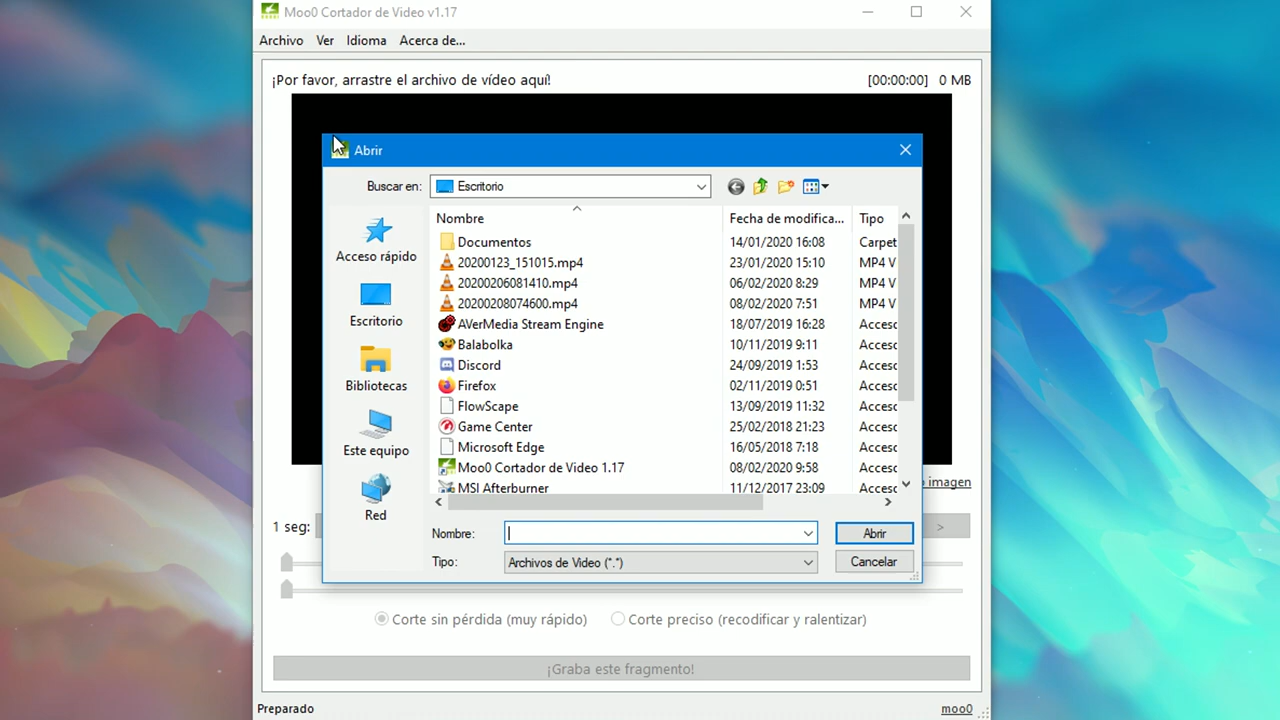 Moo0 Cortador de Video v1.17
Archivo Ver Idioma Acerca de...
¡Por favor, arrastre el archivo de vídeo aquí! [00:00:00] 0 MB
Abrir
Buscar en: Escritorio
Nombre Fecha de modifica... Tipo
Acceso rápido
Escritorio
Bibliotecas
Este equipo
Red
Documentos 14/01/2020 16:08 Carpet
20200123_151015.mp4 23/01/2020 15:10 MP4 V
20200206081410.mp4 06/02/2020 8:29 MP4 V
20200208074600.mp4 08/02/2020 7:51 MP4 V
AVerMedia Stream Engine 18/07/2019 16:28 Acceso
Balabolka 10/11/2019 9:11 Acceso
Discord 24/09/2019 1:53 Acceso
Firefox 02/11/2019 0:51 Acceso
FlowScape 13/09/2019 11:32 Acceso
Game Center 25/02/2018 21:23 Acceso
Microsoft Edge 16/05/2018 7:18 Acceso
Moo0 Cortador de Video 1.17 08/02/2020 9:58 Acceso
MSI Afterburner 11/12/2017 23:09 Acceso
imagen
1 seg: >
Nombre: Abrir
Tipo: Archivos de Video (*.*) Cancelar
Corte sin pérdida (muy rápido) Corte preciso (recodificar y ralentizar)
¡Graba este fragmento!
Preparado moo0